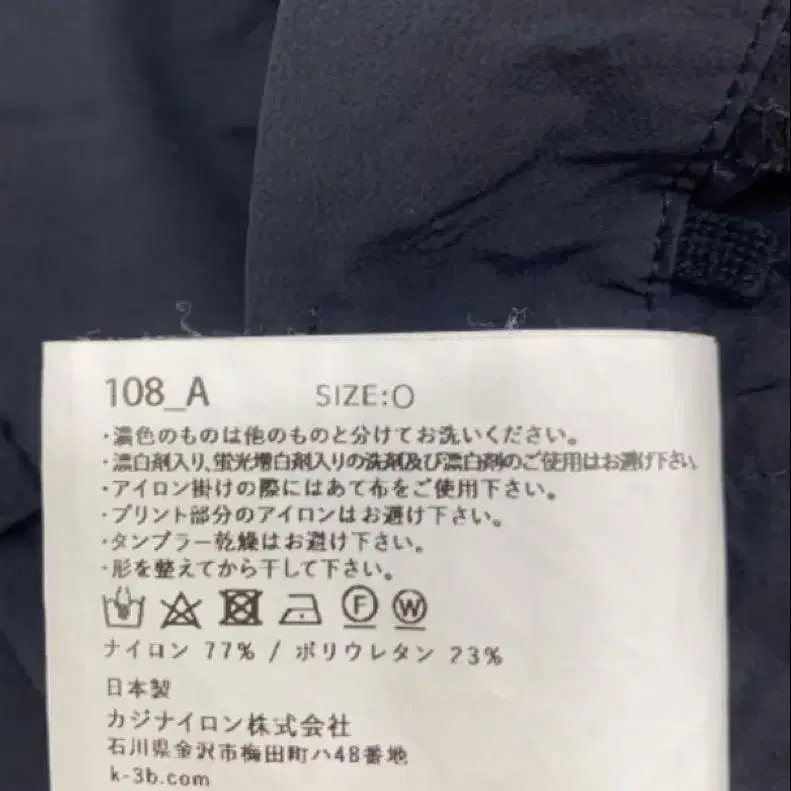 108_A SIZE:O
・濃色のものは他のものと分けてお洗いください。
・漂白剤入り、蛍光増白剤入りの洗剤及び漂白剤のご使用はお避け下さい。
・アイロン掛けの際にはあて布をご使用下さい。
・プリント部分のアイロンはお避け下さい。
・タンブラー乾燥はお避け下さい。
・形を整えてから干して下さい。
F W
ナイロン 77% / ポリウレタン 23%
日本製
カジナイロン株式会社
石川県金沢市梅田町ハ48番地
k-3b.com